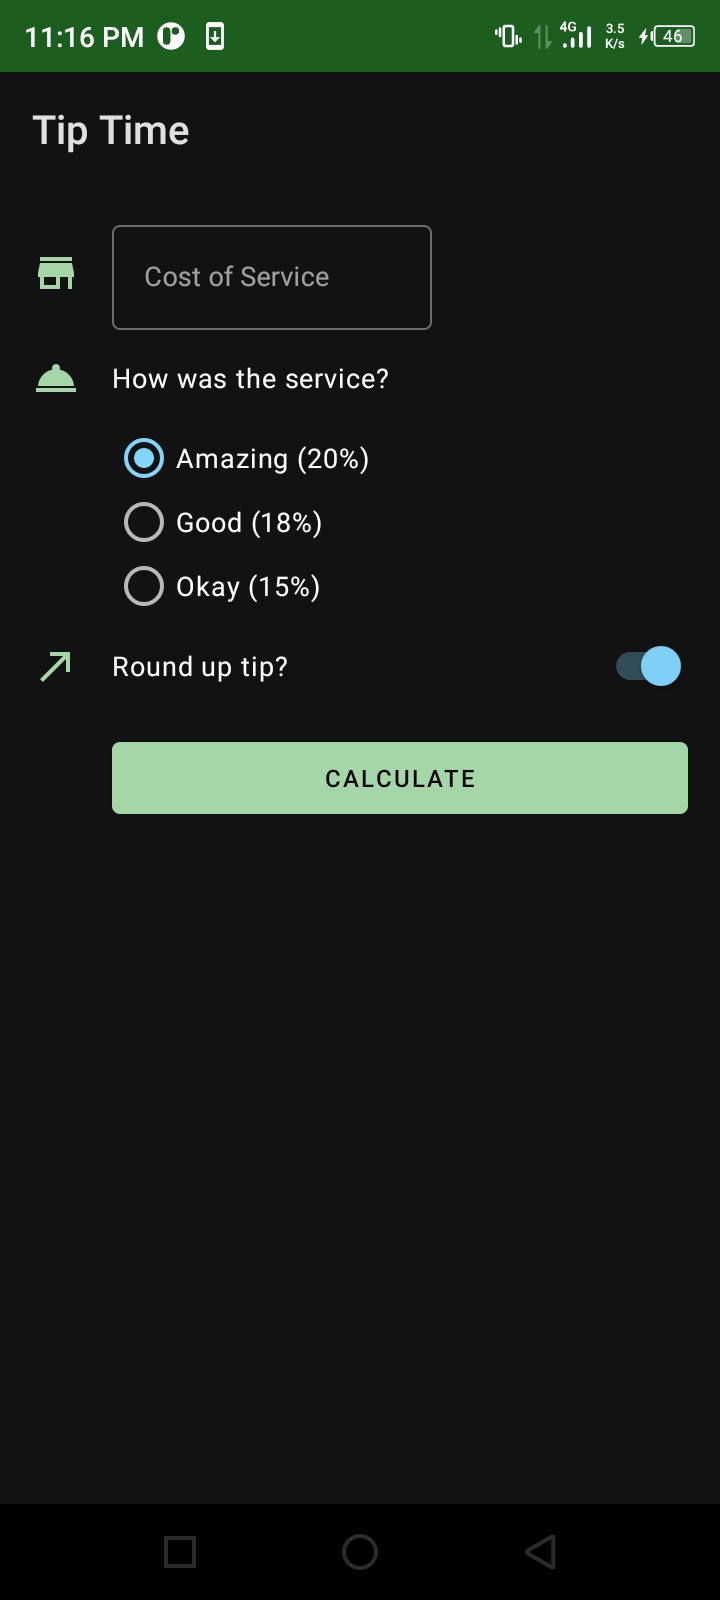 11:16 PM 4G 3.5 K/s 46
Tip Time
Cost of Service
How was the service?
Amazing (20%)
Good (18%)
Okay (15%)
Round up tip?
CALCULATE